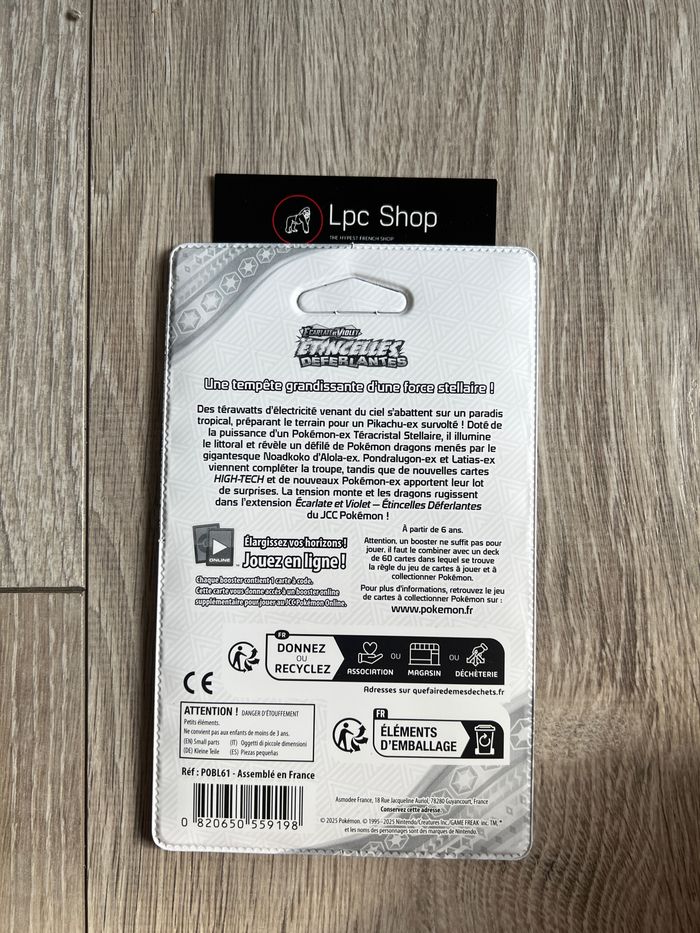 Lpc Shop
THE HYPEST FRENCH SHOP
ÉCARLATE ET VIOLET
ÉTINCELLES
DÉFERLANTES
Une tempête grandissante d'une force stellaire !
Des térawatts d'électricité venant du ciel s'abattent sur un paradis
tropical, préparant le terrain pour un Pikachu-ex survolté ! Doté de
la puissance d'un Pokémon-ex Téracristal Stellaire, il illumine
le littoral et révèle un défilé de Pokémon dragons menés par le
gigantesque Noadkoko d'Alola-ex. Pondralugon-ex et Latias-ex
viennent compléter la troupe, tandis que de nouvelles cartes
HIGH-TECH et de nouveaux Pokémon-ex apportent leur lot
de surprises. La tension monte et les dragons rugissent
dans l'extension Écarlate et Violet – Étincelles Déferlantes
du JCC Pokémon !
ONLINE
Élargissez vos horizons !
Jouez en ligne !
Chaque booster contient 1 carte à code.
Cette carte vous donne accès à un booster online
supplémentaire pour jouer au JCC Pokémon Online.
À partir de 6 ans.
Attention, un booster ne suffit pas pour
jouer, il faut le combiner avec un deck
de 60 cartes dans lequel se trouve
la règle du jeu de cartes à jouer et à
collectionner Pokémon.
Pour plus d'informations, retrouvez le jeu
de cartes à collectionner Pokémon sur :
www.pokemon.fr
FR
DONNEZ
OU
RECYCLEZ
ASSOCIATION
OU
MAGASIN
OU
DÉCHÈTERIE
Adresses sur quefairedemesdechets.fr
CE
ATTENTION ! DANGER D'ÉTOUFFEMENT
Petits éléments.
Ne convient pas aux enfants de moins de 3 ans.
(EN) Small parts (IT) Oggetti di piccole dimensioni
(DE) Kleine Teile (ES) Piezas pequeñas
FR
ÉLÉMENTS
D'EMBALLAGE
Réf : POBL61 - Assemblé en France
0 820650 559198
Asmodee France, 18 Rue Jacqueline Auriol, 78280 Guyancourt, France
Conservez cette adresse.
© 2025 Pokémon. © 1995-2025 Nintendo/Creatures Inc./GAME FREAK inc. TM, ®
et les noms des personnages sont des marques de Nintendo.